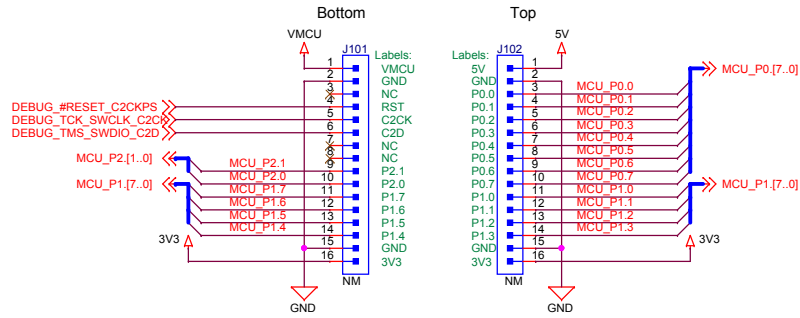 Bottom
VMCU
J101
Labels:
1
VMCU
2
GND
3
NC
DEBUG_#RESET_C2CKPS
4
RST
DEBUG_TCK_SWCLK_C2CK
5
C2CK
DEBUG_TMS_SWDIO_C2D
6
C2D
7
NC
8
NC
MCU_P2.[1..0]
MCU_P2.1
9
P2.1
MCU_P2.0
10
P2.0
MCU_P1.[7..0]
MCU_P1.7
11
P1.7
MCU_P1.6
12
P1.6
MCU_P1.5
13
P1.5
MCU_P1.4
14
P1.4
3V3
15
GND
16
3V3
NM
GND
Top
5V
Labels:
J102
5V
1
GND
2
P0.0
3
MCU_P0.0
MCU_P0.[7..0]
P0.1
4
MCU_P0.1
P0.2
5
MCU_P0.2
P0.3
6
MCU_P0.3
P0.4
7
MCU_P0.4
P0.5
8
MCU_P0.5
P0.6
9
MCU_P0.6
P0.7
10
MCU_P0.7
MCU_P1.[7..0]
P1.0
11
MCU_P1.0
P1.1
12
MCU_P1.1
P1.2
13
MCU_P1.2
P1.3
14
MCU_P1.3
GND
15
3V3
3V3
16
NM
GND